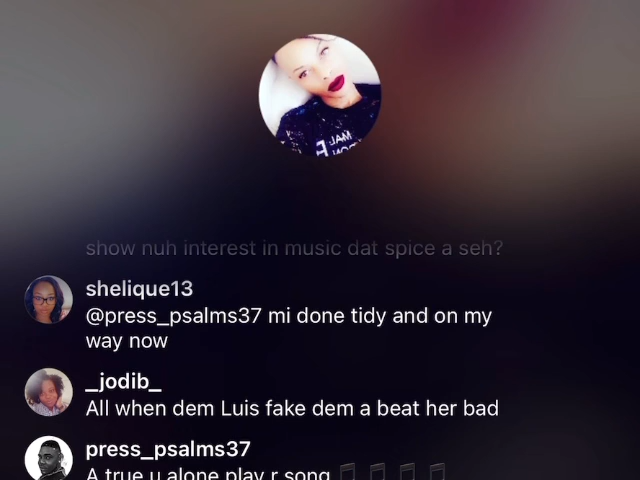 show nuh interest in music dat spice a seh?
shelique13
@press_psalms37 mi done tidy and on my
way now
_jodib_
All when dem Luis fake dem a beat her bad
press_psalms37
A true u alone play r song 🎵 🎵 🎵 🎵